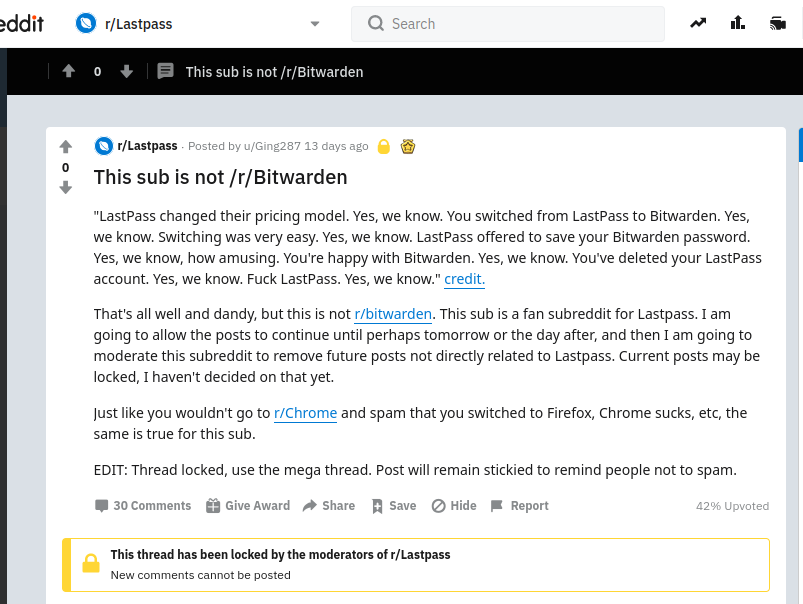 eddit r/Lastpass Search
0 This sub is not /r/Bitwarden
r/Lastpass · Posted by u/Ging287 13 days ago
0
This sub is not /r/Bitwarden
"LastPass changed their pricing model. Yes, we know. You switched from LastPass to Bitwarden. Yes,
we know. Switching was very easy. Yes, we know. LastPass offered to save your Bitwarden password.
Yes, we know, how amusing. You're happy with Bitwarden. Yes, we know. You've deleted your LastPass
account. Yes, we know. Fuck LastPass. Yes, we know." credit.
That's all well and dandy, but this is not r/bitwarden. This sub is a fan subreddit for Lastpass. I am
going to allow the posts to continue until perhaps tomorrow or the day after, and then I am going to
moderate this subreddit to remove future posts not directly related to Lastpass. Current posts may be
locked, I haven't decided on that yet.
Just like you wouldn't go to r/Chrome and spam that you switched to Firefox, Chrome sucks, etc, the
same is true for this sub.
EDIT: Thread locked, use the mega thread. Post will remain stickied to remind people not to spam.
30 Comments Give Award Share Save Hide Report 42% Upvoted
This thread has been locked by the moderators of r/Lastpass
New comments cannot be posted